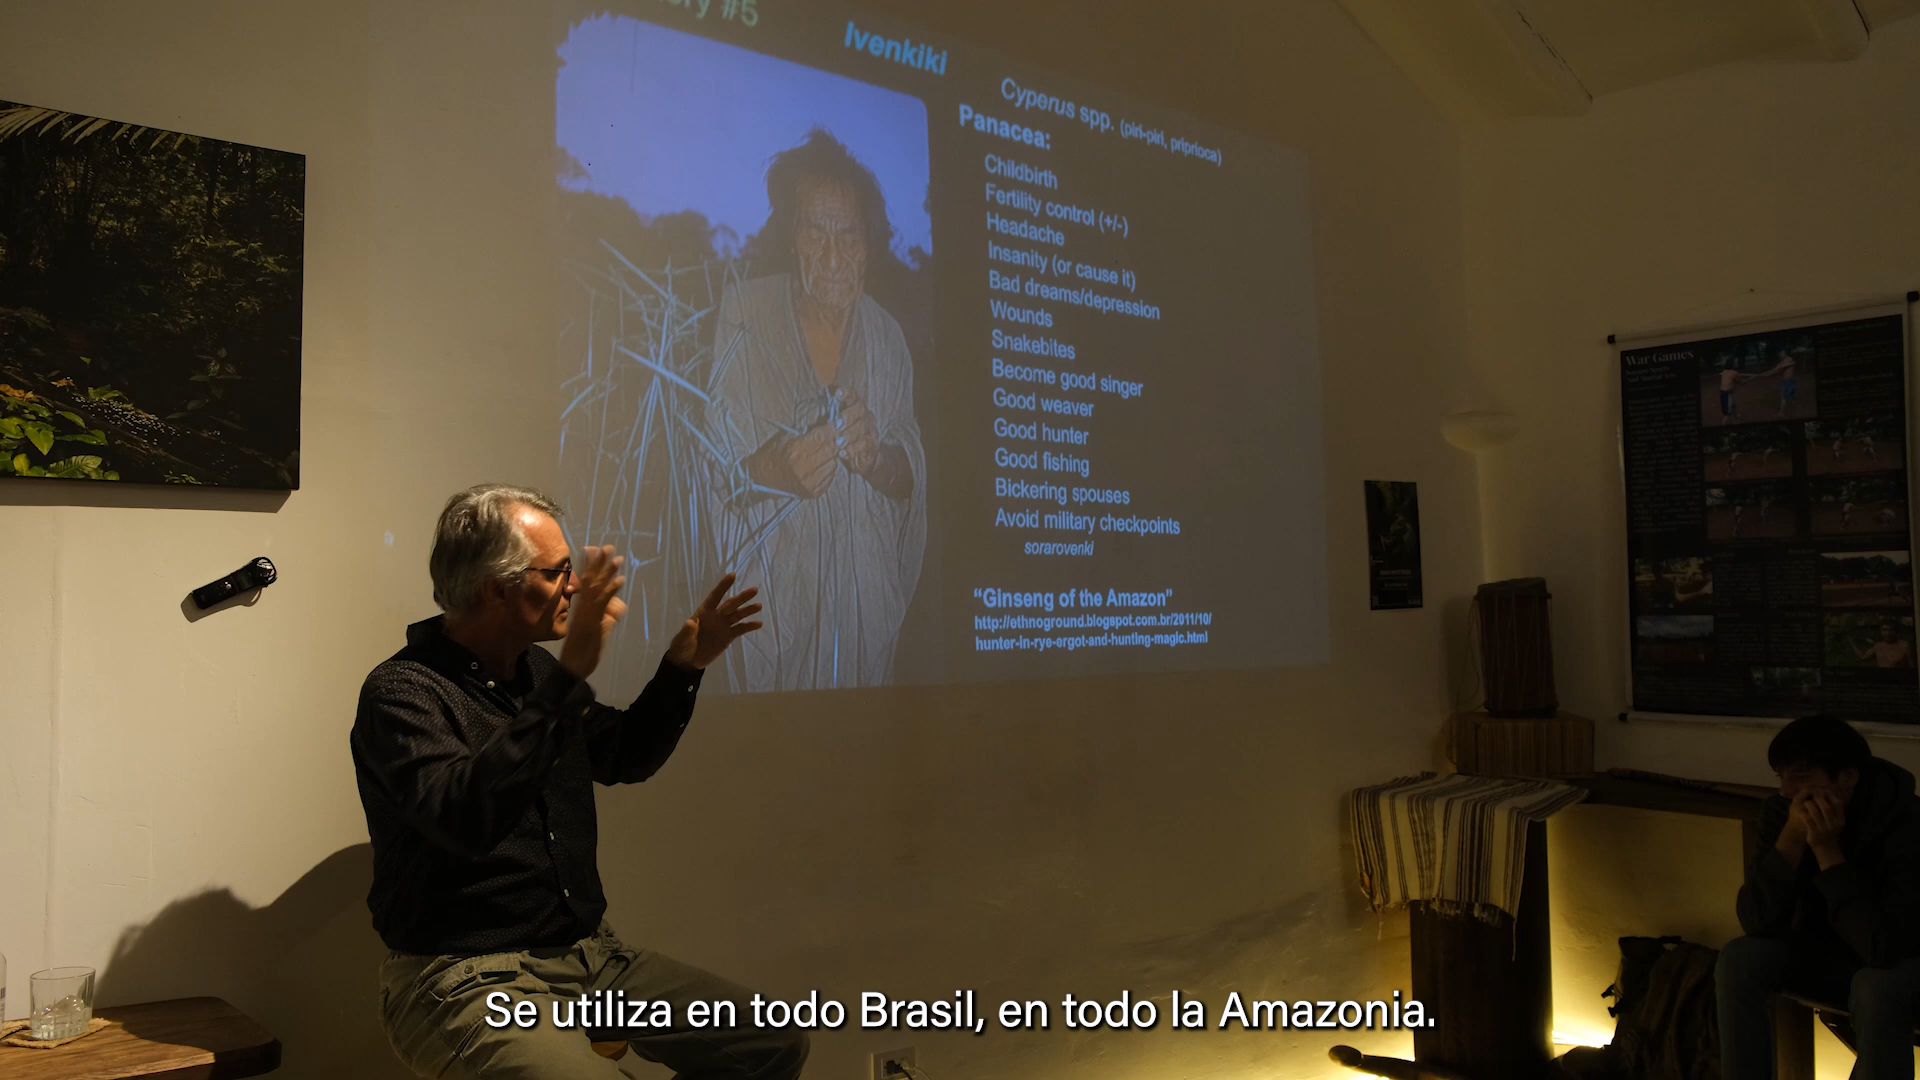 #5
Ivenkiki
Cyperus spp. (piri-piri, priprioca)
Panacea:
Childbirth
Fertility control (+/-)
Headache
Insanity (or cause it)
Bad dreams/depression
Wounds
Snakebites
Become good singer
Good weaver
Good hunter
Good fishing
Bickering spouses
Avoid military checkpoints
sorarovenki
“Ginseng of the Amazon”
http://ethnoground.blogspot.com.br/2011/10/
hunter-in-rye-ergot-and-hunting-magic.html
War Games
Se utiliza en todo Brasil, en todo la Amazonia.